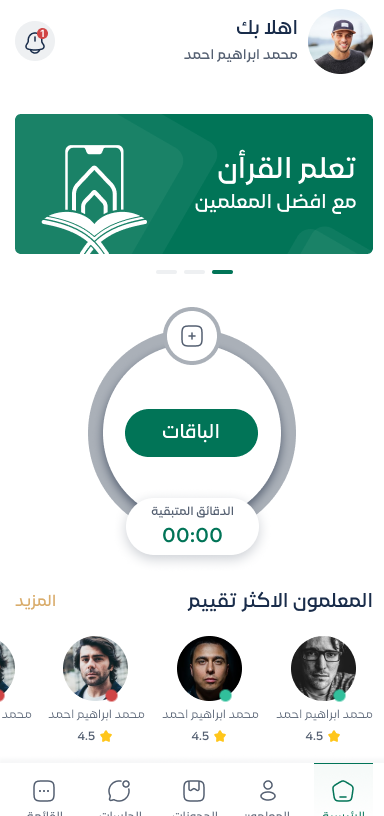 اهلا بك
محمد ابراهيم احمد
1
تعلم القرأن
مع افضل المعلمين
الباقات
الدقائق المتبقية
00:00
المعلمون الاكثر تقييم
المزيد
محمد ابراهيم احمد
محمد ابراهيم احمد
محمد ابراهيم احمد
محمد
4.5
4.5
4.5
الرئيسية
المعلمون
المدونات
الجلسات
القائمة